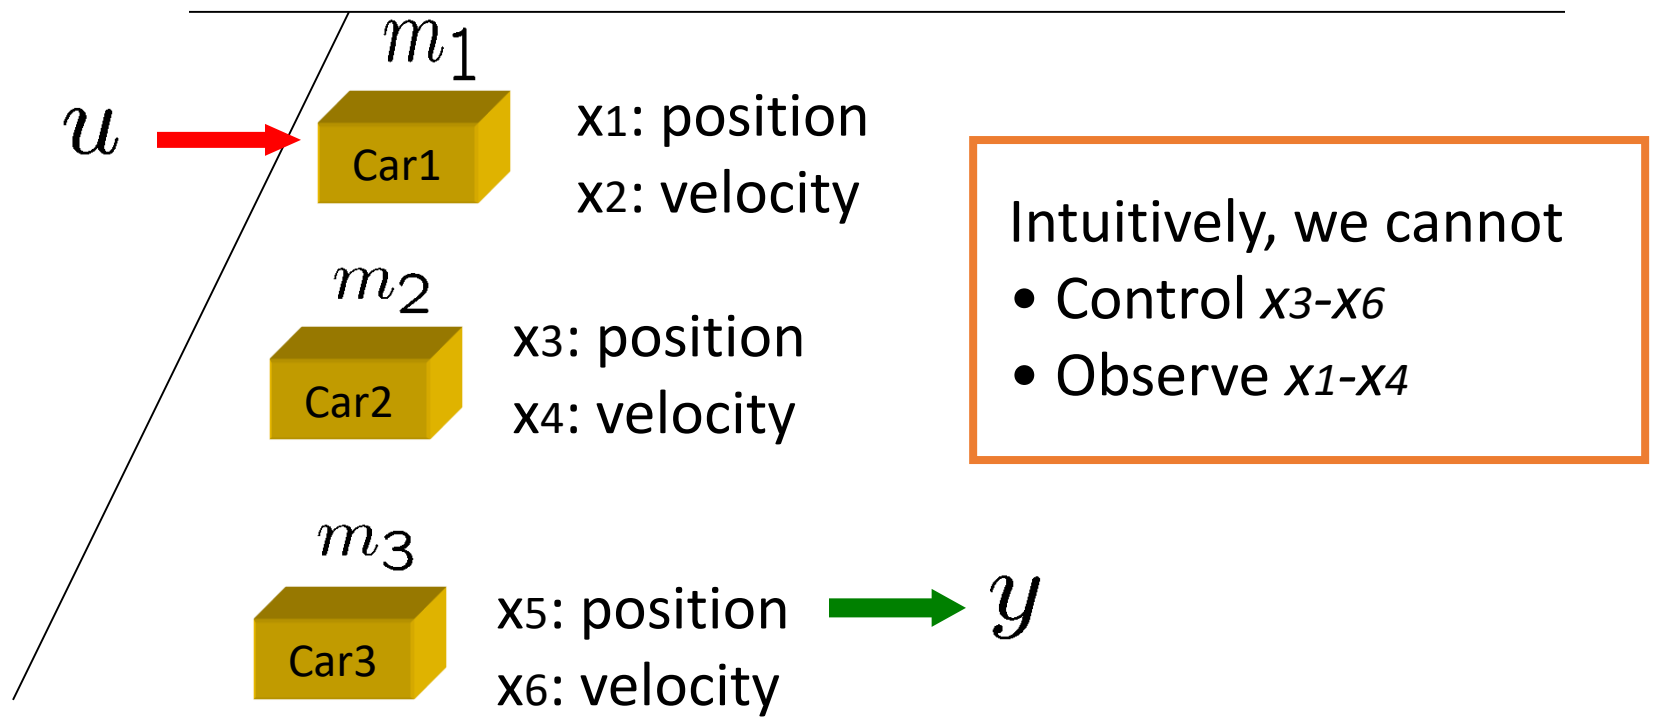 m1
u
Car1
x1: position
x2: velocity
Intuitively, we cannot
• Control x3-x6
• Observe x1-x4
m2
Car2
x3: position
x4: velocity
m3
Car3
x5: position
y
x6: velocity